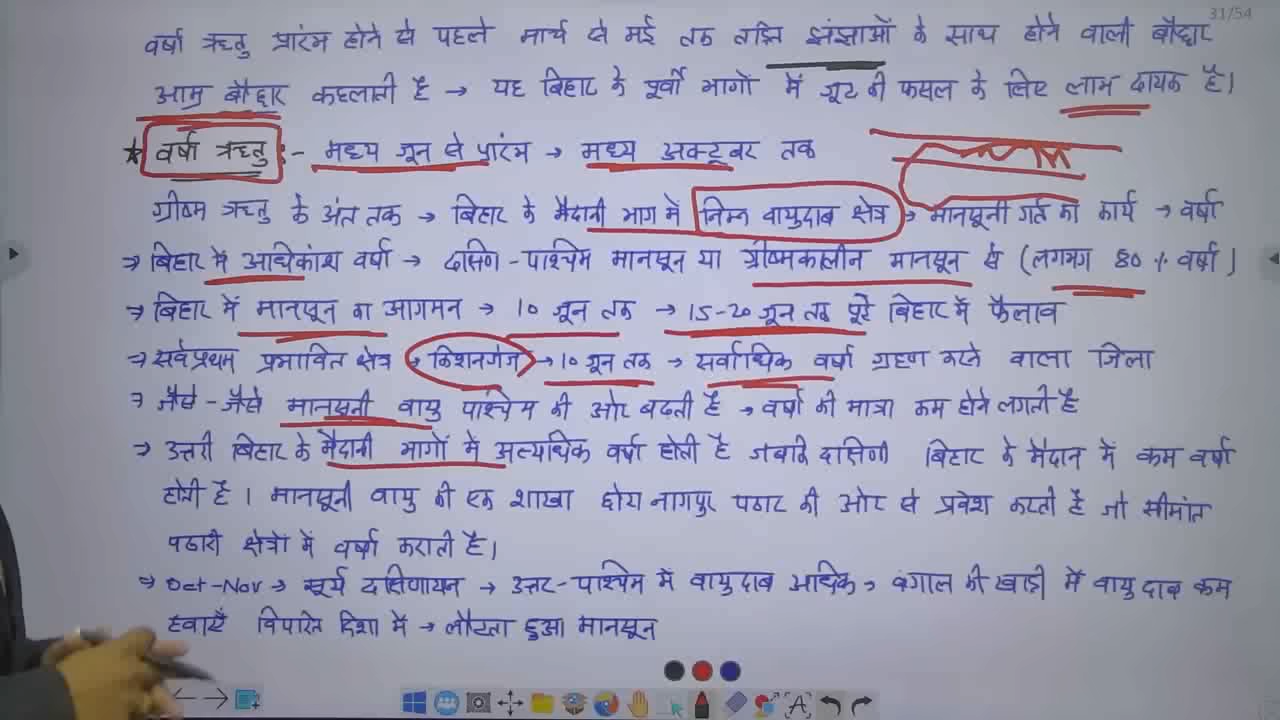 31/54
वर्षा ऋतु प्रारंभ होने से पहले मार्च से मई तक तड़ित झंझाओं के साथ होने वाली बौछार
आम्र बौछार कहलाती है → यह बिहार के पूर्वी भागों में जूट की फसल के लिए लाभ दायक है।
★ वर्षा ऋतु :- मध्य जून से प्रारंभ → मध्य अक्टूबर तक
ग्रीष्म ऋतु के अंत तक → बिहार के मैदानी भाग में निम्न वायुदाब क्षेत्र → मानसूनी गर्त का कार्य → वर्षा
→ बिहार में अधिकांश वर्षा → दक्षिण-पश्चिम मानसून या ग्रीष्मकालीन मानसून से (लगभग 80 % वर्षा)
→ बिहार में मानसून का आगमन → 10 जून तक → 15-20 जून तक पूरे बिहार में फैलाव
→ सर्वप्रथम प्रभावित क्षेत्र → किशनगंज → 10 जून तक → सर्वाधिक वर्षा ग्रहण करने वाला जिला
→ जैसे-जैसे मानसूनी वायु पश्चिम की ओर बढती है → वर्षा की मात्रा कम होने लगती है
→ उत्तरी बिहार के मैदानी भागों में अत्यधिक वर्षा होती है जबकि दक्षिणी बिहार के मैदान में कम वर्षा
होती है। मानसूनी वायु की एक शाखा छोटा नागपुर पठार की ओर से प्रवेश करती है जो सीमांत
पठारी क्षेत्रों में वर्षा कराती है।
→ Oct-Nov → सूर्य दक्षिणायन → उत्तर-पश्चिम में वायुदाब अधिक, बंगाल की खाड़ी में वायुदाब कम
हवाएँ विपरित दिशा में → लौटता हुआ मानसून